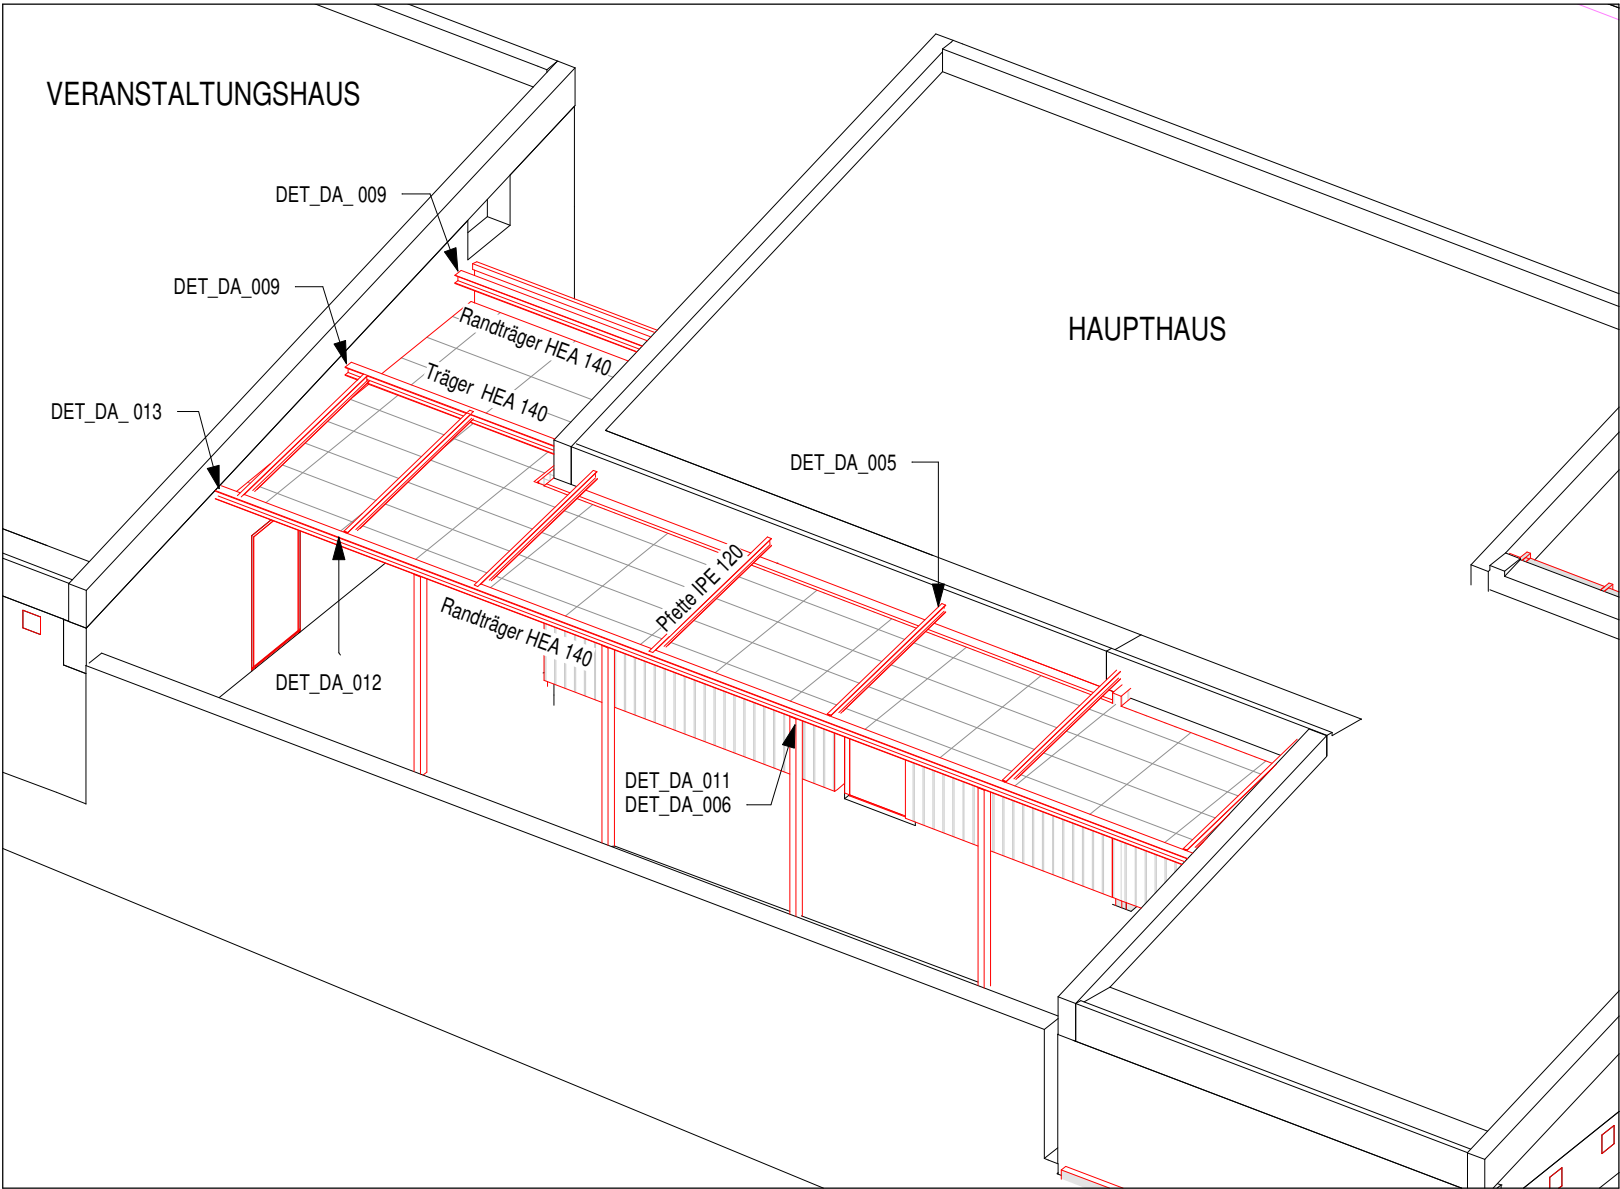 VERANSTALTUNGSHAUS
DET_DA_ 009
DET_DA_009
HAUPTHAUS
Randträger HEA 140
Träger HEA 140
DET_DA_ 013
DET_DA_005
Pfette IPE 120
Randträger HEA 140
DET_DA_012
DET_DA_011
DET_DA_006